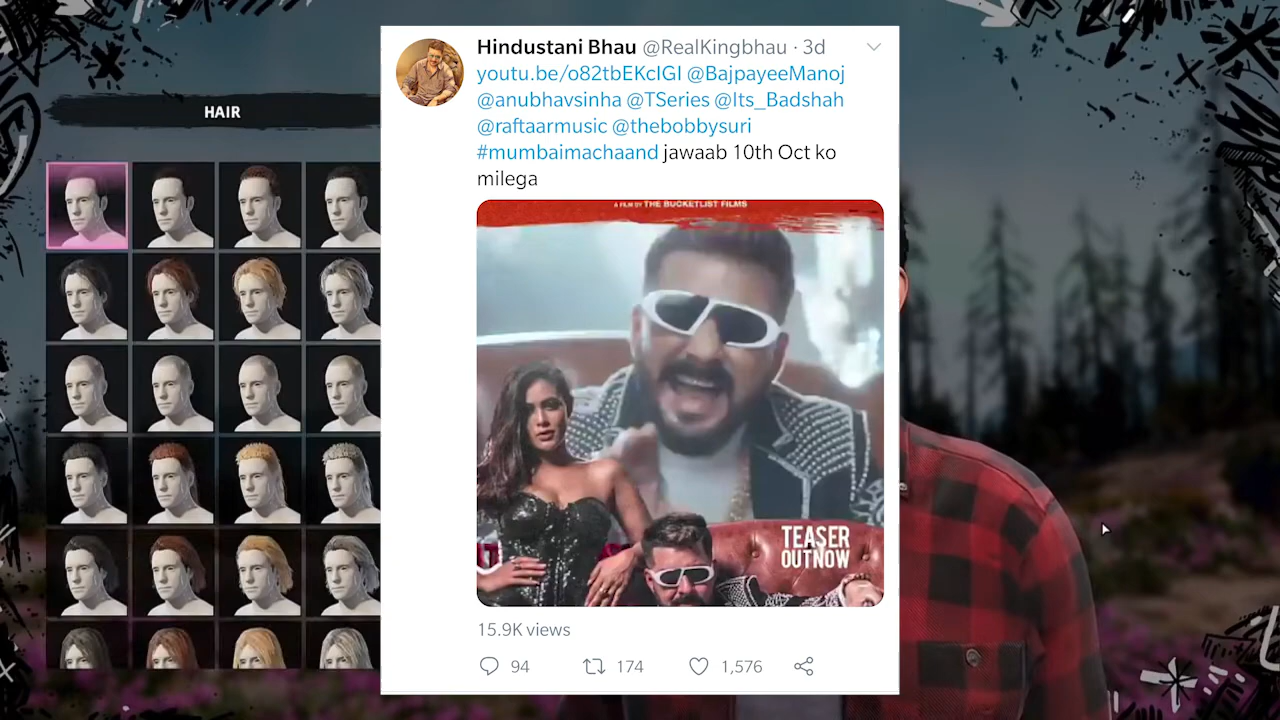 HAIR
Hindustani Bhau @RealKingbhau · 3d
youtu.be/o82tbEKcIGI @BajpayeeManoj
@anubhavsinha @TSeries @Its_Badshah
@raftaarmusic @thebobbysuri
#mumbaimachaand jawaab 10th Oct ko
milega
A FILM BY THE BUCKETLIST FILMS
TEASER
OUTNOW
15.9K views
94 174 1,576